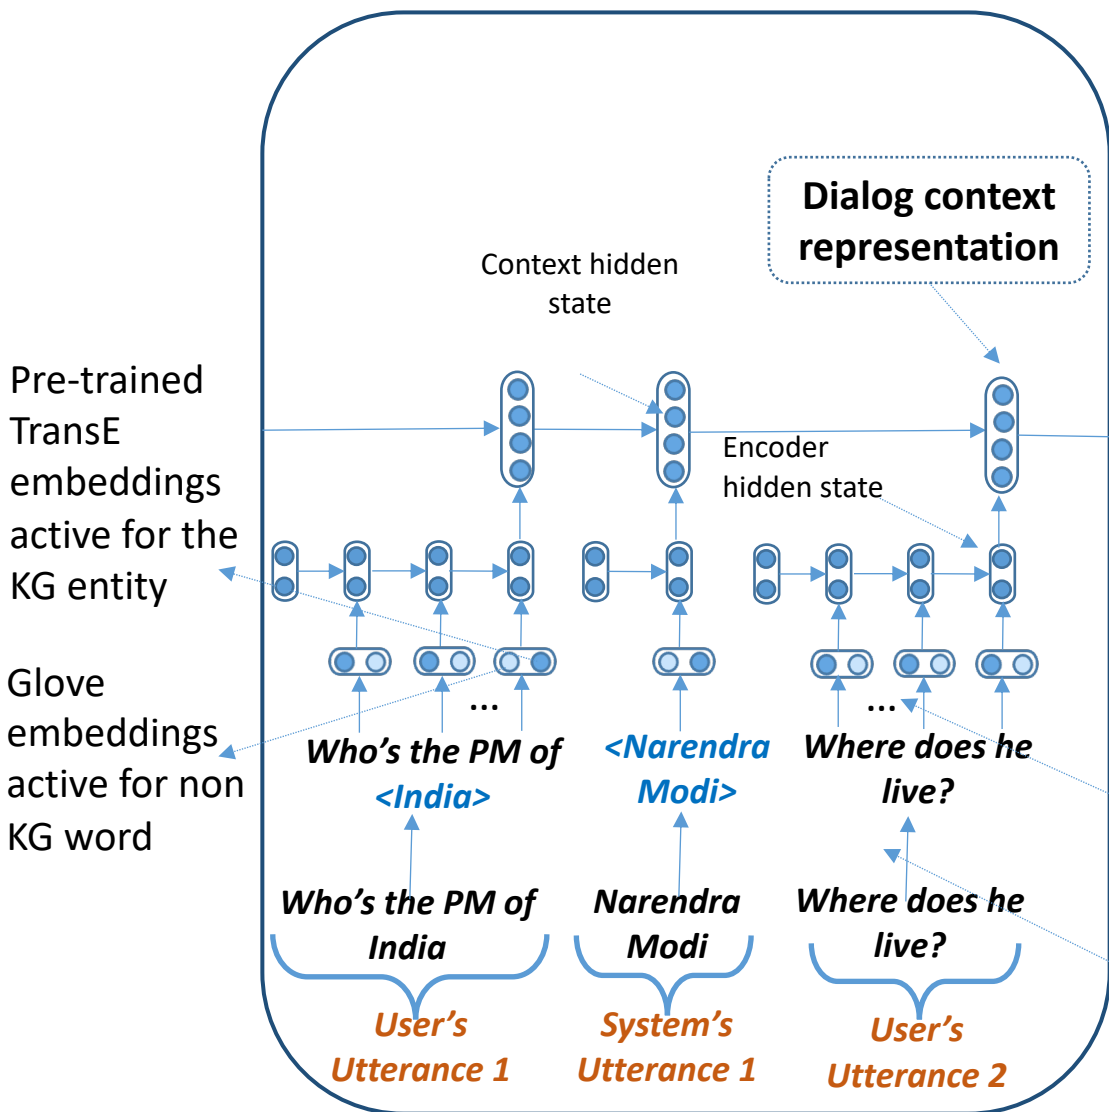 Dialog context
representation
Context hidden
state
Pre-trained
TransE
embeddings
active for the
KG entity
Encoder
hidden state
Glove
embeddings
active for non
KG word
...
...
Who's the PM of
<India>
<Narendra
Modi>
Where does he
live?
Who's the PM of
India
Narendra
Modi
Where does he
live?
User's
Utterance 1
System's
Utterance 1
User's
Utterance 2